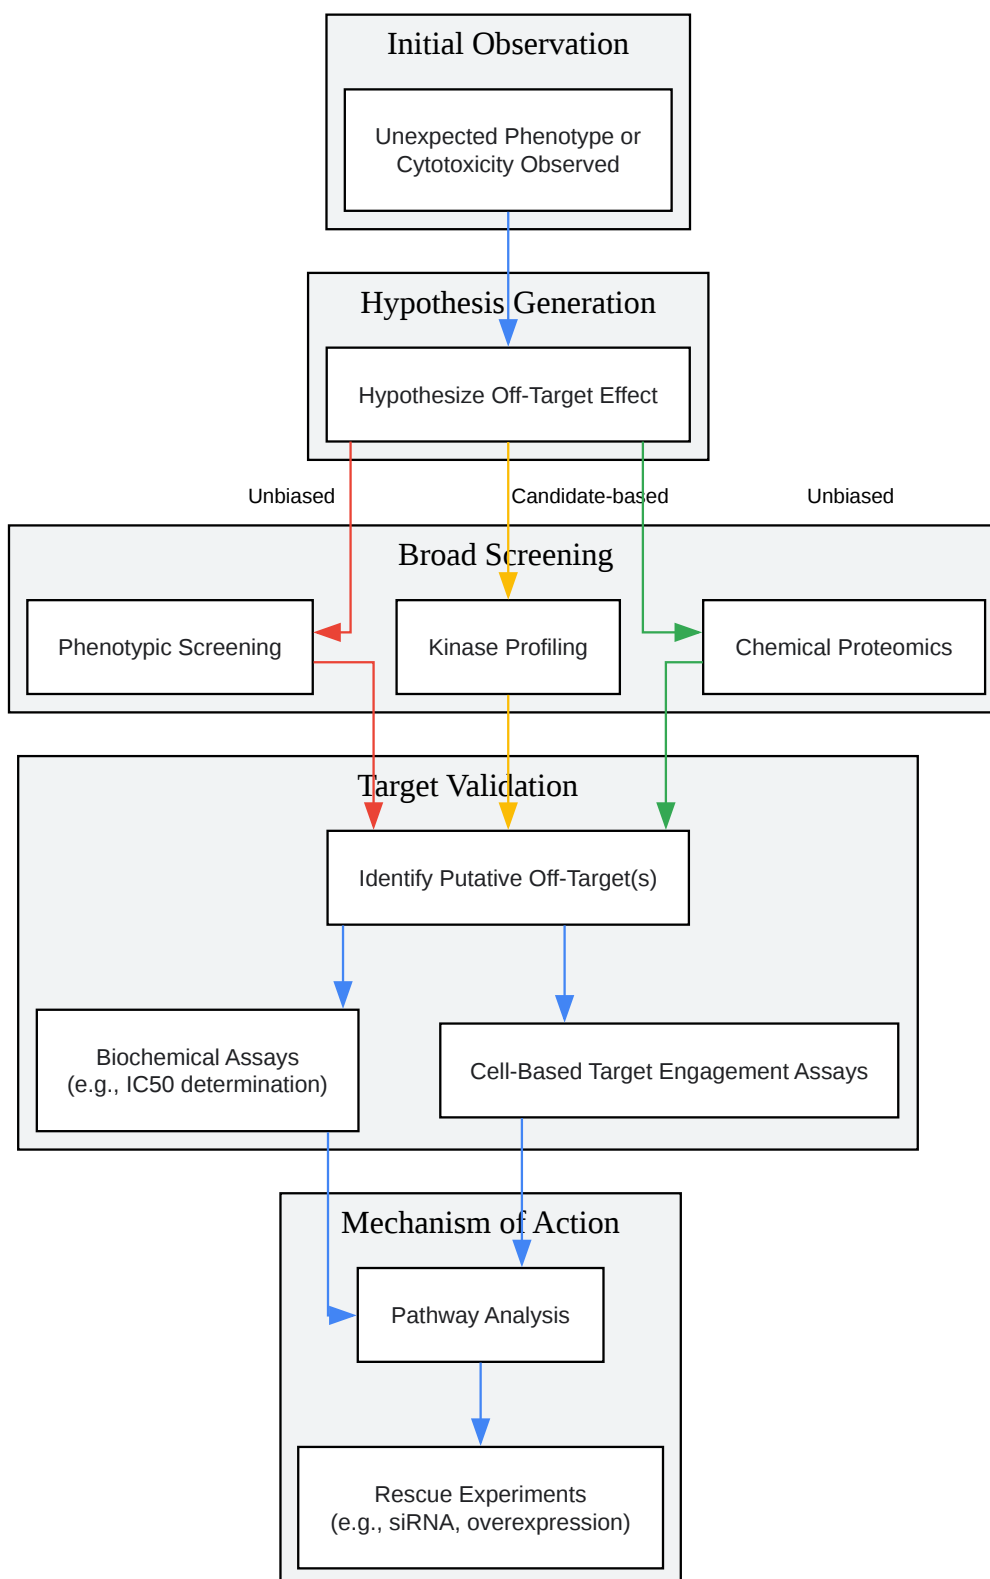 Initial Observation
Unexpected Phenotype or
Cytotoxicity Observed
Hypothesis Generation
Hypothesize Off-Target Effect
Unbiased
Candidate-based
Unbiased
Broad Screening
Phenotypic Screening
Kinase Profiling
Chemical Proteomics
Target Validation
Identify Putative Off-Target(s)
Biochemical Assays
(e.g., IC50 determination)
Cell-Based Target Engagement Assays
Mechanism of Action
Pathway Analysis
Rescue Experiments
(e.g., siRNA, overexpression)